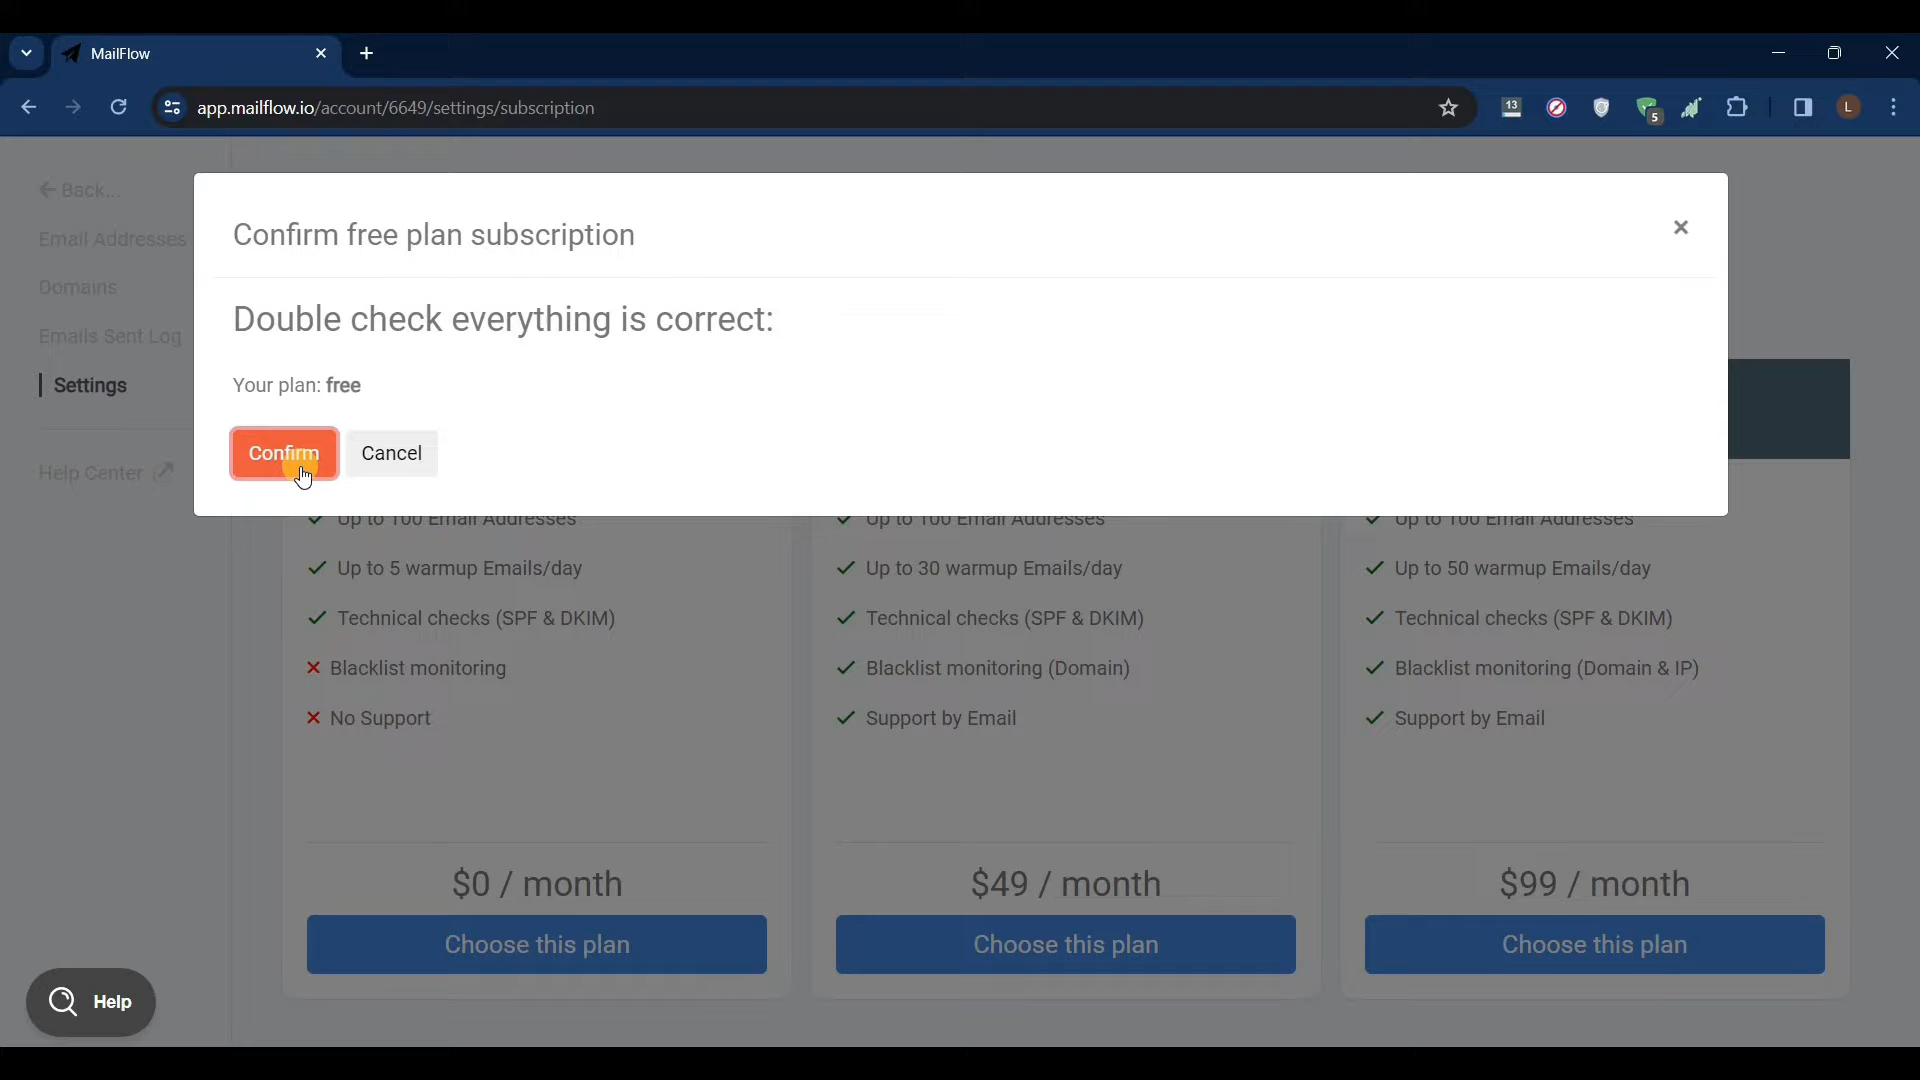 MailFlow
app.mailflow.io/account/6649/settings/subscription
13
5
L
Back...
Email Addresses
Domains
Emails Sent Log
Settings
Help Center
Confirm free plan subscription
Double check everything is correct:
Your plan: free
Confirm
Cancel
Up to 100 Email Addresses
Up to 5 warmup Emails/day
Technical checks (SPF & DKIM)
Blacklist monitoring
No Support
$0 / month
Choose this plan
Up to 100 Email Addresses
Up to 30 warmup Emails/day
Technical checks (SPF & DKIM)
Blacklist monitoring (Domain)
Support by Email
$49 / month
Choose this plan
Up to 100 Email Addresses
Up to 50 warmup Emails/day
Technical checks (SPF & DKIM)
Blacklist monitoring (Domain & IP)
Support by Email
$99 / month
Choose this plan
Help